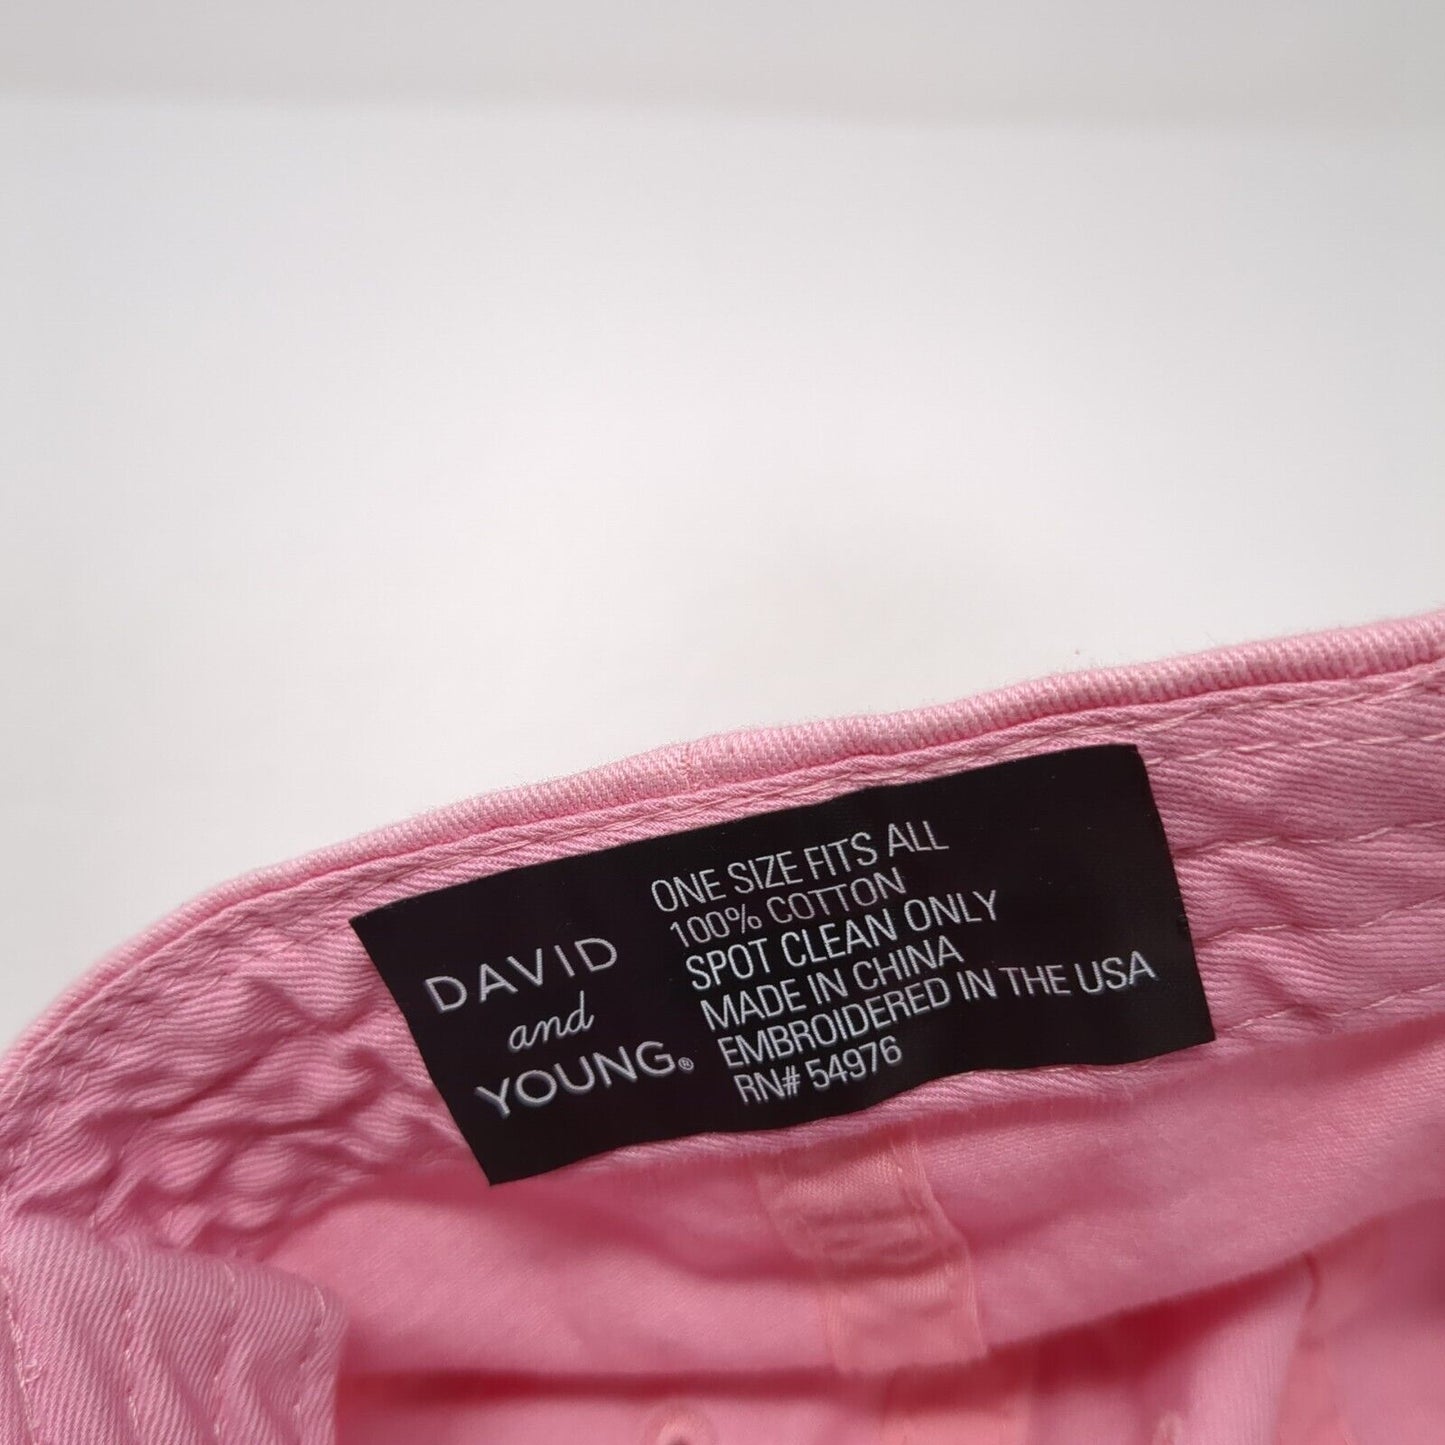 DAVID
and
YOUNG®
ONE SIZE FITS ALL
100% COTTON
SPOT CLEAN ONLY
MADE IN CHINA
EMBROIDERED IN THE USA
RN# 54976